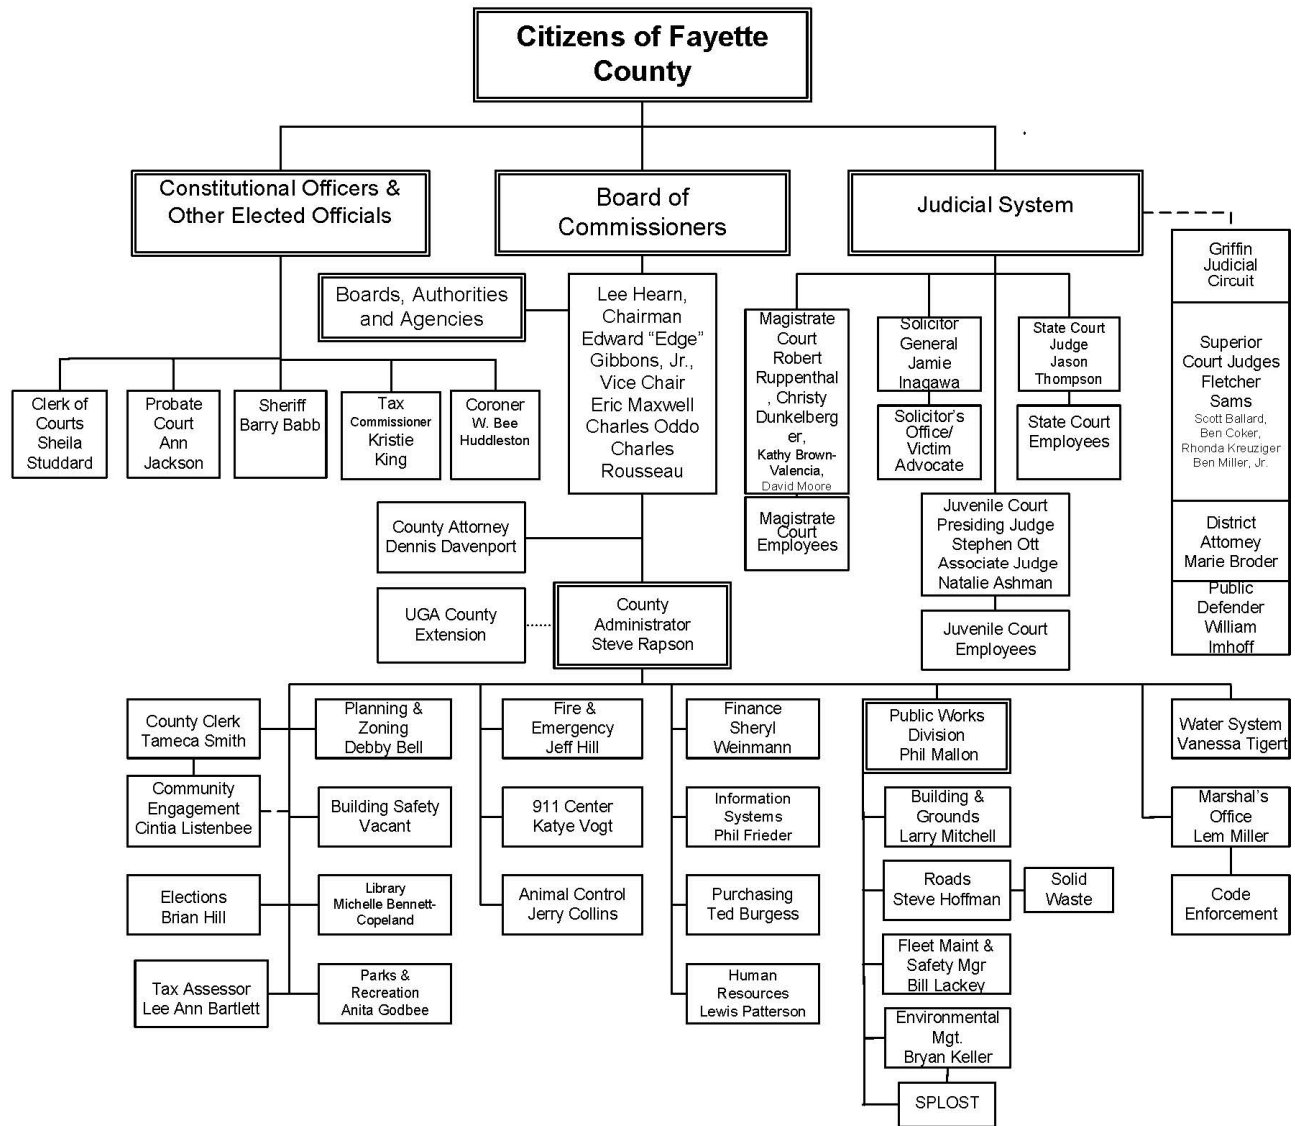 Citizens of Fayette
County
Constitutional Officers &
Other Elected Officials
Board of
Commissioners
Judicial System
Griffin
Judicial
Circuit
Boards, Authorities
and Agencies
Lee Hearn,
Chairman
Edward “Edge”
Gibbons, Jr.,
Vice Chair
Eric Maxwell
Charles Oddo
Charles
Rousseau
Magistrate
Court
Robert
Ruppenthal
, Christy
Dunkelberg
er,
Kathy Brown-
Valencia,
David Moore
Solicitor
General
Jamie
Inagawa
State Court
Judge
Jason
Thompson
Superior
Court Judges
Fletcher
Sams
Scott Ballard,
Ben Coker,
Rhonda Kreuziger
Ben Miller, Jr.
Clerk of
Courts
Sheila
Studdard
Probate
Court
Ann
Jackson
Sheriff
Barry Babb
Tax
Commissioner
Kristie
King
Coroner
W. Bee
Huddleston
Solicitor’s
Office/
Victim
Advocate
State Court
Employees
Magistrate
Court
Employees
Juvenile Court
Presiding Judge
Stephen Ott
Associate Judge
Natalie Ashman
District
Attorney
Marie Broder
County Attorney
Dennis Davenport
UGA County
Extension
County
Administrator
Steve Rapson
Juvenile Court
Employees
Public
Defender
William
Imhoff
County Clerk
Tameca Smith
Planning &
Zoning
Debby Bell
Fire &
Emergency
Jeff Hill
Finance
Sheryl
Weinmann
Public Works
Division
Phil Mallon
Water System
Vanessa Tigert
Community
Engagement
Cintia Listenbee
Building Safety
Vacant
911 Center
Katye Vogt
Information
Systems
Phil Frieder
Building &
Grounds
Larry Mitchell
Marshal’s
Office
Lem Miller
Elections
Brian Hill
Library
Michelle Bennett-
Copeland
Animal Control
Jerry Collins
Purchasing
Ted Burgess
Roads
Steve Hoffman
Solid
Waste
Code
Enforcement
Tax Assessor
Lee Ann Bartlett
Parks &
Recreation
Anita Godbee
Human
Resources
Lewis Patterson
Fleet Maint &
Safety Mgr
Bill Lackey
Environmental
Mgt.
Bryan Keller
SPLOST